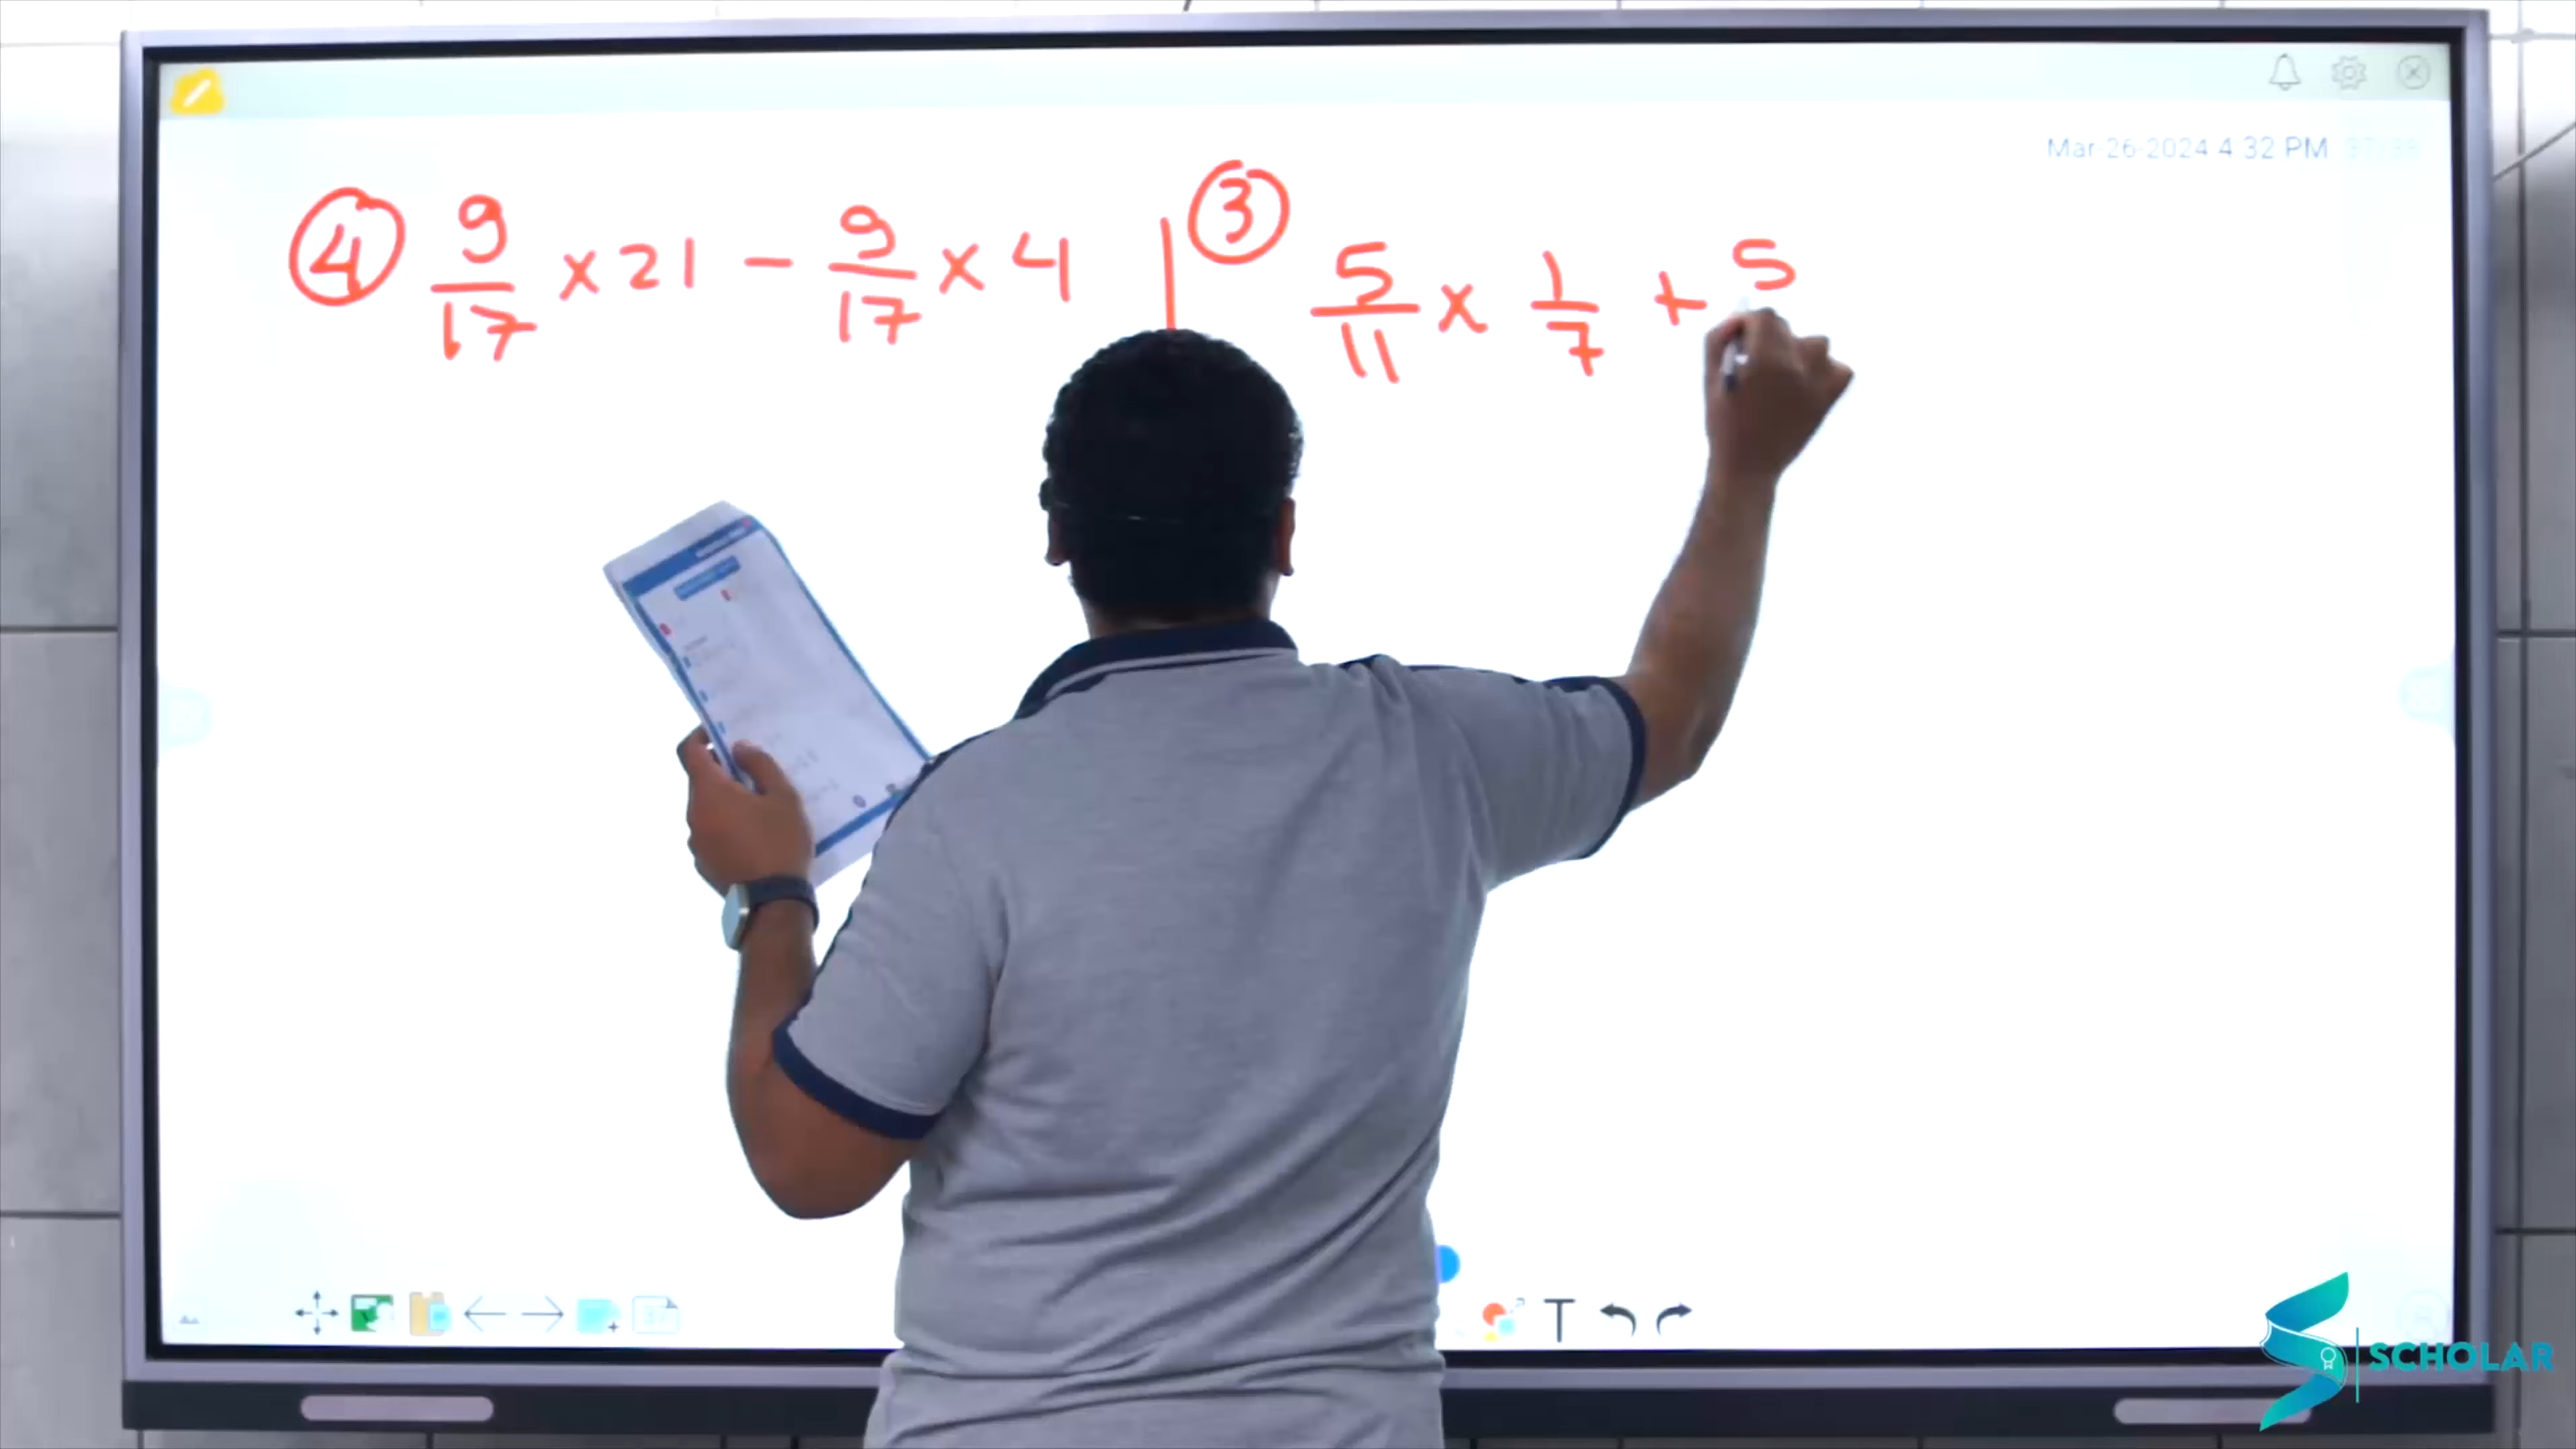 Mar-26-2024 4:32 PM
④ 9/17 × 21 − 9/17 × 4
③ 5/11 × 1/7 + 5
T
SCHOLAR